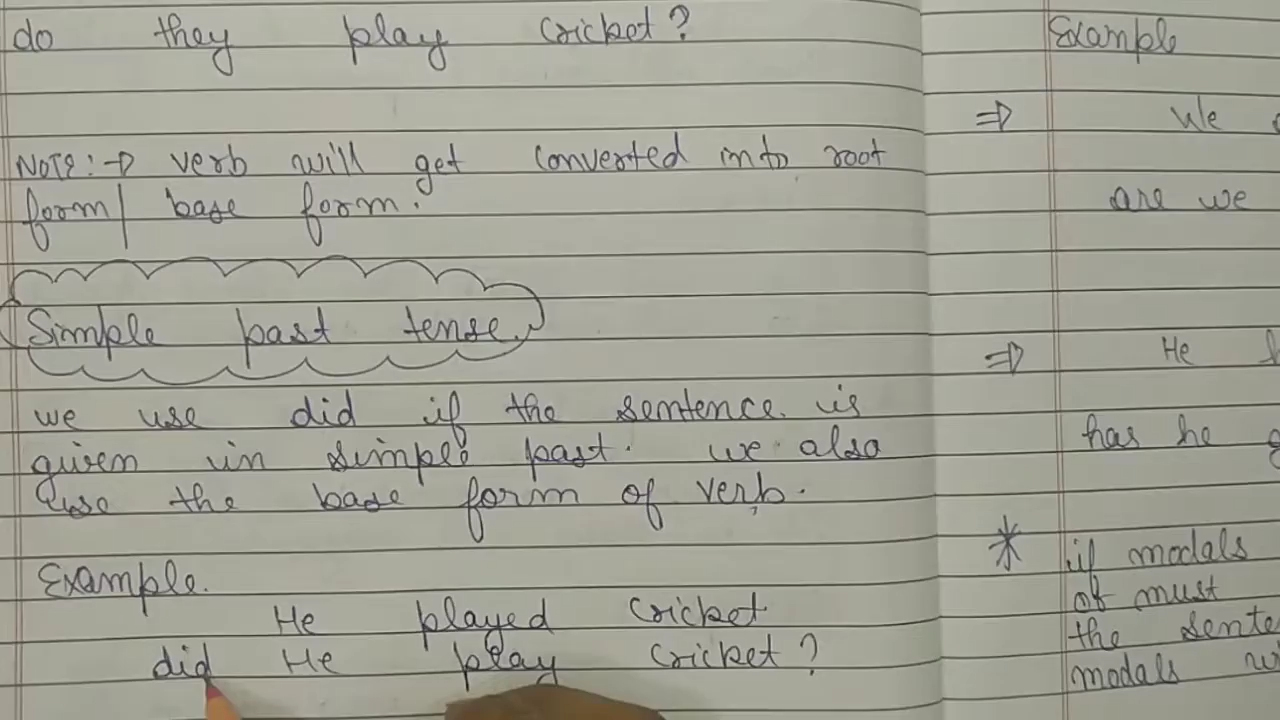 do they play cricket?
NOTE:→ verb will get converted into root
form/ base form.
Simple past tense.
we use did if the sentence is
given in simple past. we also
use the base form of verb.
Example.
He played cricket
did He play cricket?
Example
⇒ We
are we
⇒ He
has he
* if modals
of must
the
modals